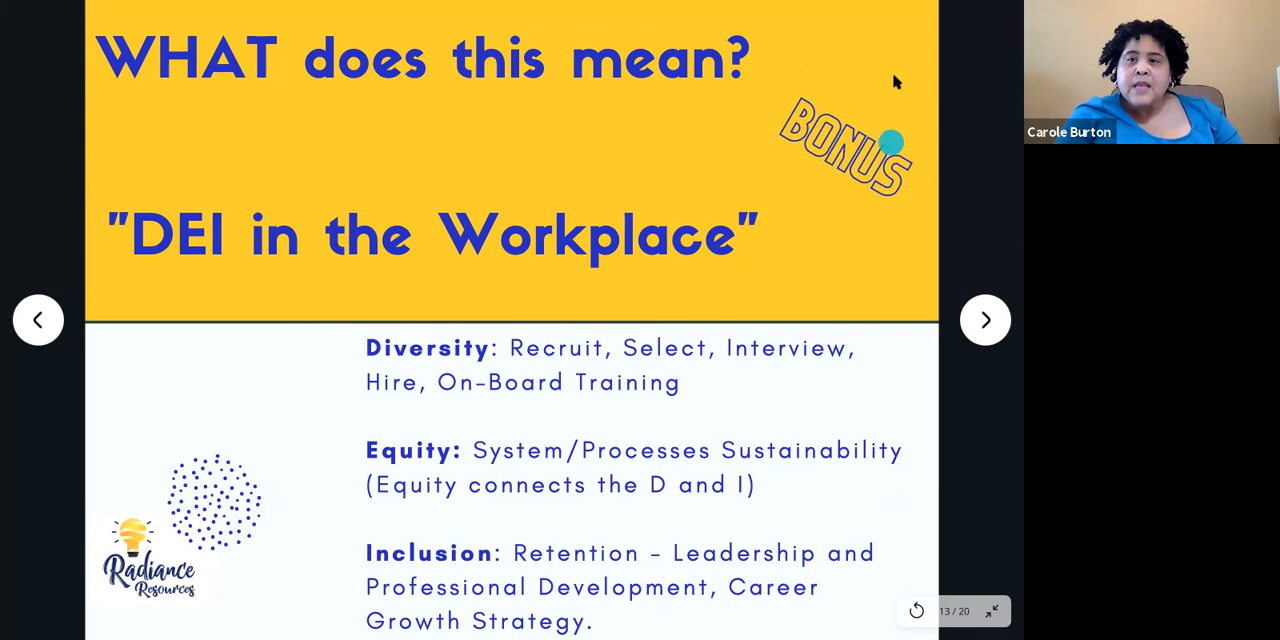 WHAT does this mean?
BONUS
"DEI in the Workplace"
Diversity: Recruit, Select, Interview,
Hire, On-Board Training
Equity: System/Processes Sustainability
(Equity connects the D and I)
Inclusion: Retention - Leadership and
Professional Development, Career
Growth Strategy.
Radiance
Resources
13 / 20
Carole Burton